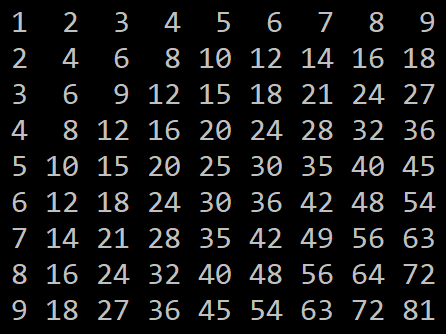 1  2  3  4  5  6  7  8  9
2  4  6  8 10 12 14 16 18
3  6  9 12 15 18 21 24 27
4  8 12 16 20 24 28 32 36
5 10 15 20 25 30 35 40 45
6 12 18 24 30 36 42 48 54
7 14 21 28 35 42 49 56 63
8 16 24 32 40 48 56 64 72
9 18 27 36 45 54 63 72 81